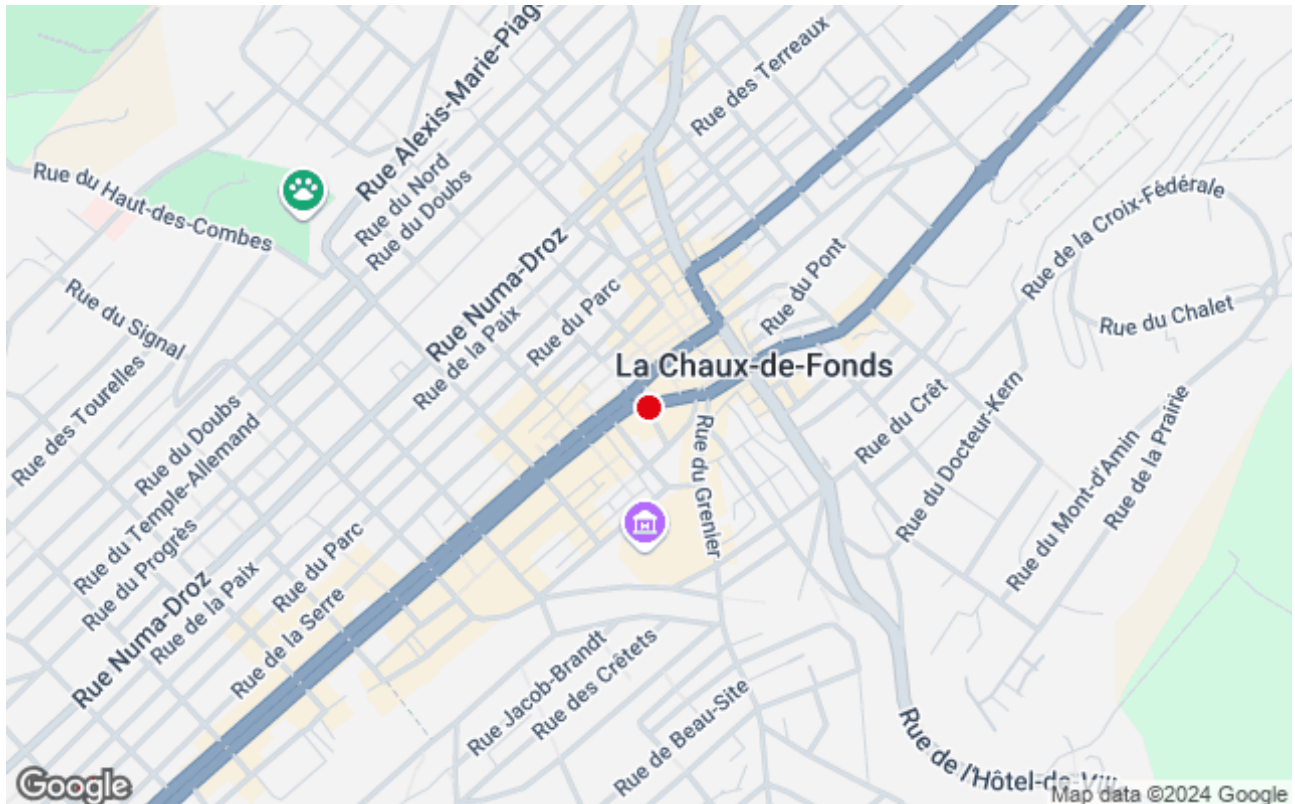 Rue Alexis-Marie-Piag
Rue des Terreaux
Rue du Haut-des-Combes
Rue du Nord
Rue du Doubs
Rue de la Croix-Fédérale
Rue Numa-Droz
Rue du Pont
Rue du Signal
Rue du Parc
Rue de la Paix
Rue du Chalet
La Chaux-de-Fonds
Rue des Tourelles
Rue du Doubs
Rue du Temple-Allemand
Rue du Progrès
Rue du Crêt
Rue du Docteur-Kern
Rue du Grenier
Rue du Mont-d'Amin
Rue de la Prairie
Rue Numa-Droz
Rue de la Paix
Rue du Parc
Rue de la Serre
Rue Jacob-Brandt
Rue des Crêtets
Rue de Beau-Site
Rue de l'Hôtel-de-Vill
Google
Map data ©2024 Google